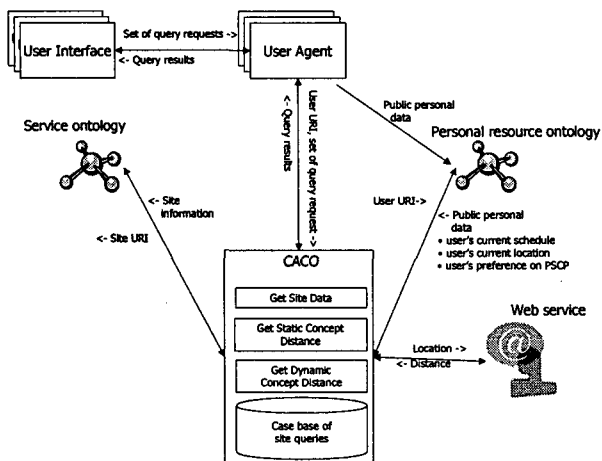 Set of query requests ->
User Interface
<- Query results
User Agent
Public personal
data
Service ontology
Personal resource ontology
<- Query results
User URI, set of
query request->
<- Site
information
<- Site URI
User URI->
<- Public personal
data
• user's current schedule
• user's current location
• user's preference on PSCP
CACO
Get Site Data
Get Static Concept
Distance
Get Dynamic
Concept Distance
Case base of
site queries
Web service
@
Location ->
<- Distance